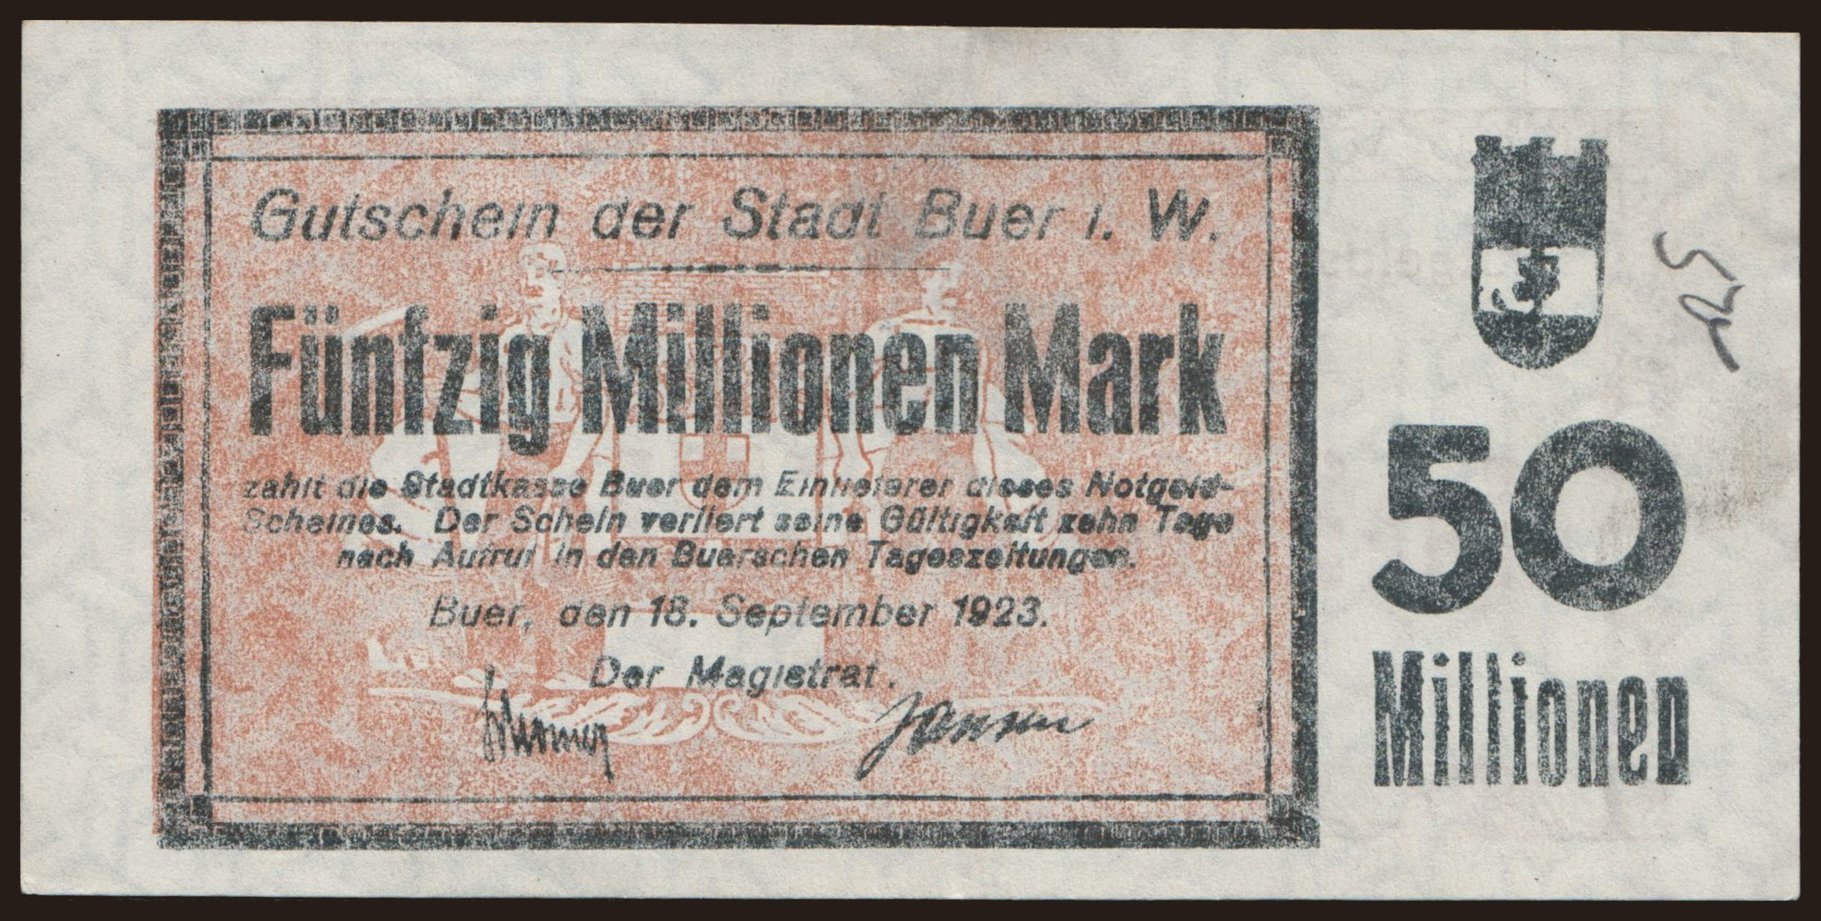 Gutschein der Stadt Buer i. W.
Fünfzig Millionen Mark
zahlt die Stadtkasse Buer dem Einlieferer dieses Notgeld-
Scheines. Der Schein verliert seine Gültigkeit zehn Tage
nach Aufruf in den Buerschen Tageszeitungen.
Buer, den 18. September 1923.
Der Magistrat.
Jansen
50
Millionen